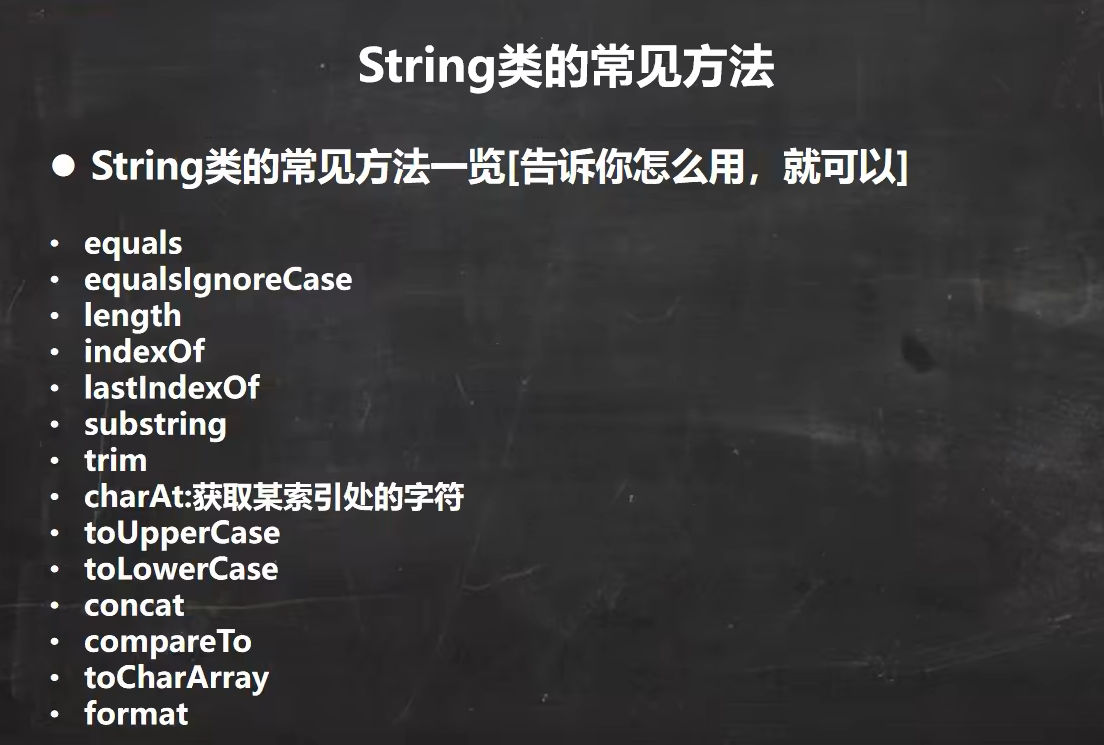 String类的常见方法
● String类的常见方法一览[告诉你怎么用，就可以]
• equals
• equalsIgnoreCase
• length
• indexOf
• lastIndexOf
• substring
• trim
• charAt:获取某索引处的字符
• toUpperCase
• toLowerCase
• concat
• compareTo
• toCharArray
• format